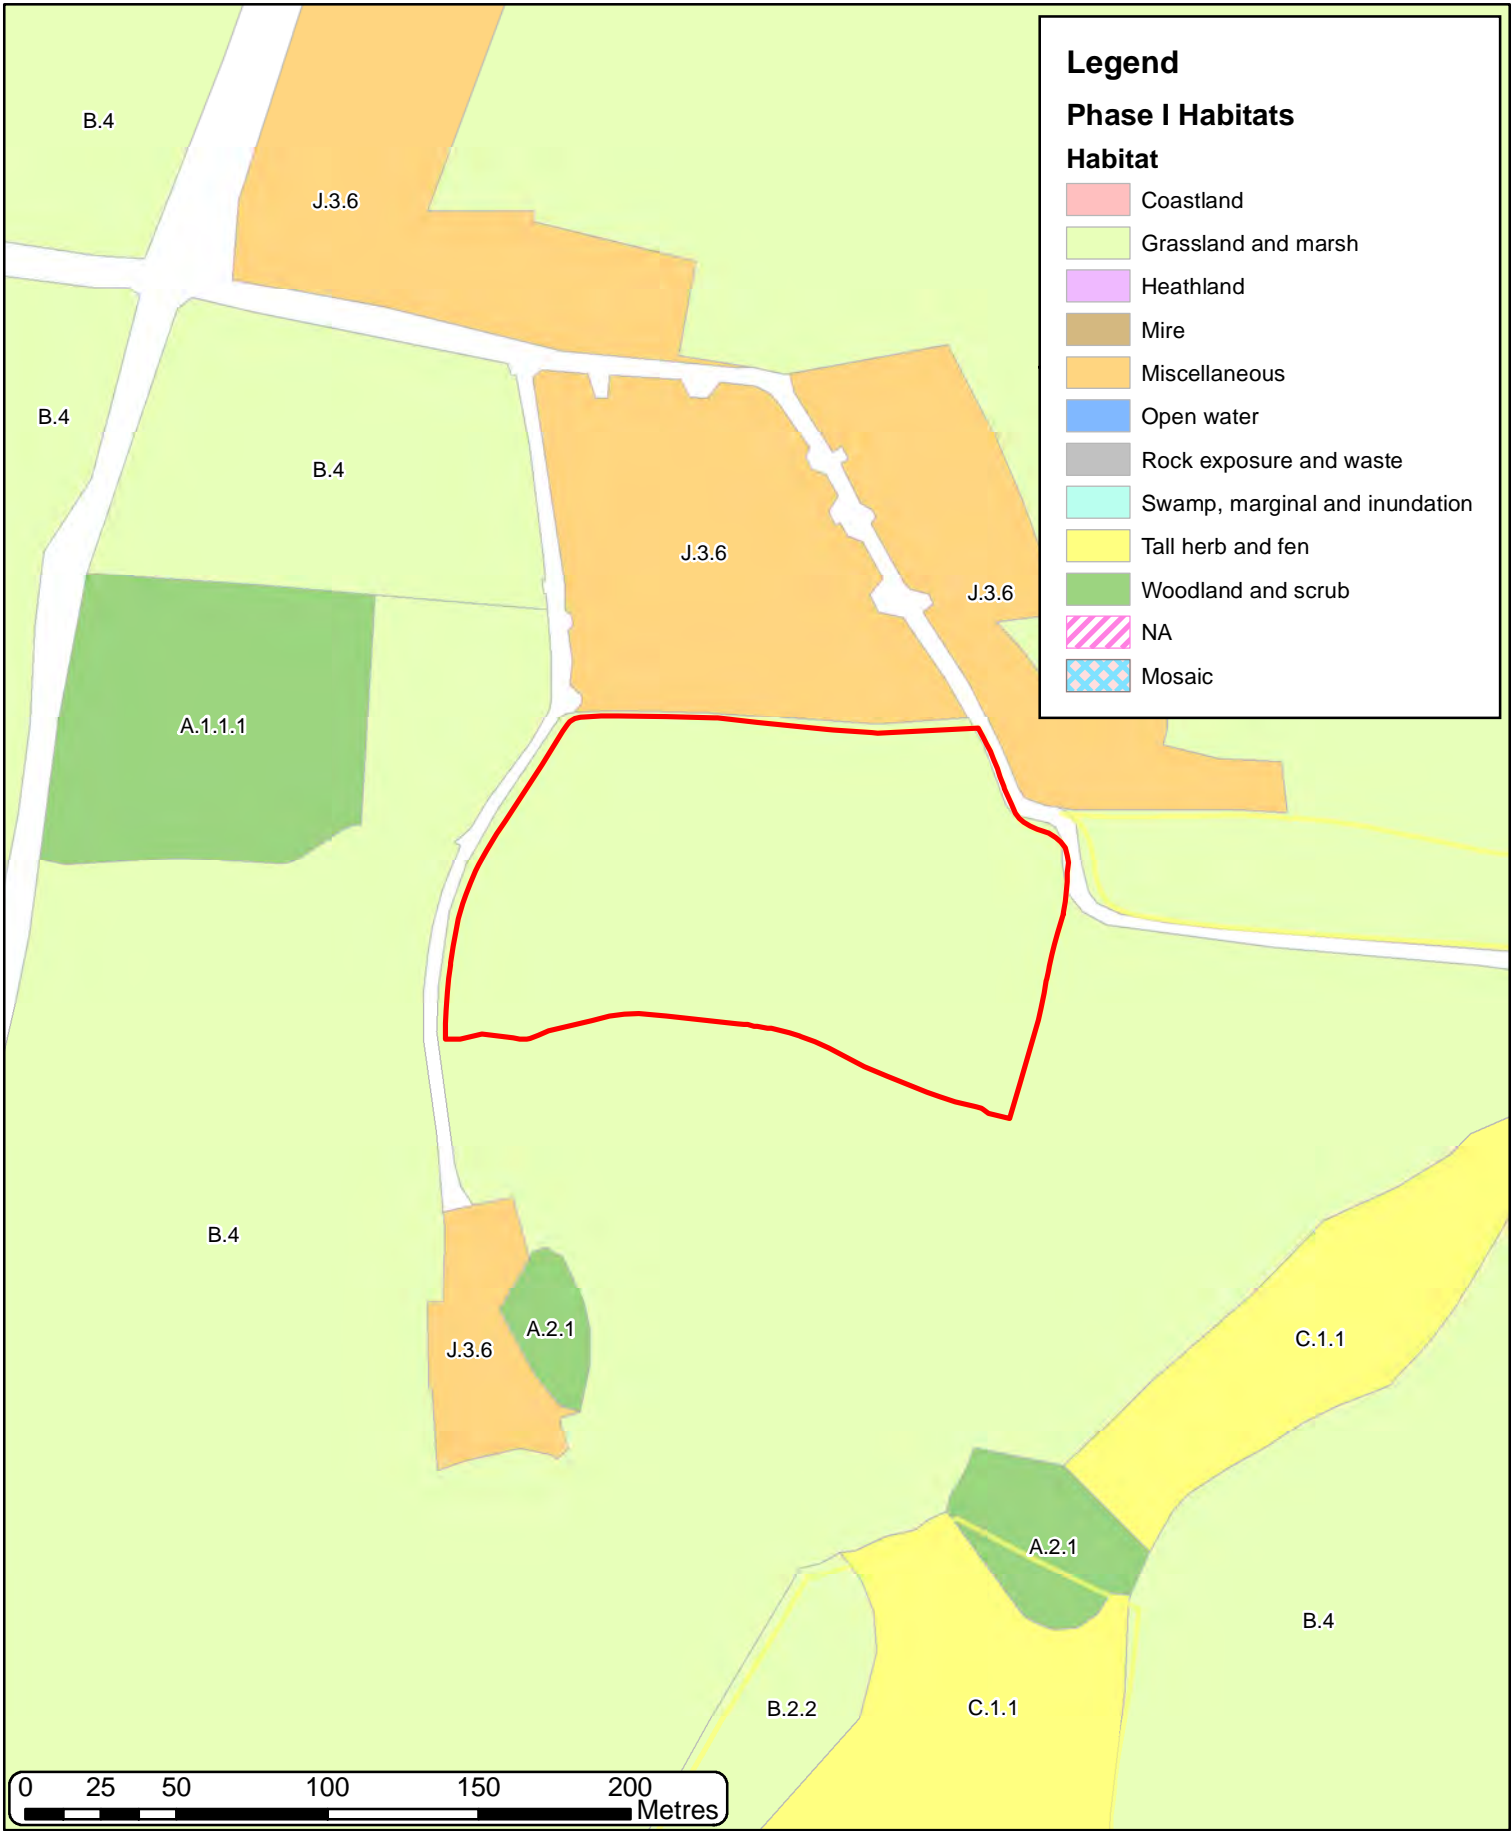 Legend
Phase I Habitats
Habitat
Coastland
Grassland and marsh
Heathland
Mire
Miscellaneous
Open water
Rock exposure and waste
Swamp, marginal and inundation
Tall herb and fen
Woodland and scrub
NA
Mosaic
B.4
J.3.6
B.4
B.4
J.3.6
J.3.6
A.1.1.1
B.4
J.3.6
A.2.1
C.1.1
A.2.1
B.4
B.2.2
C.1.1
0 25 50 100 150 200
Metres